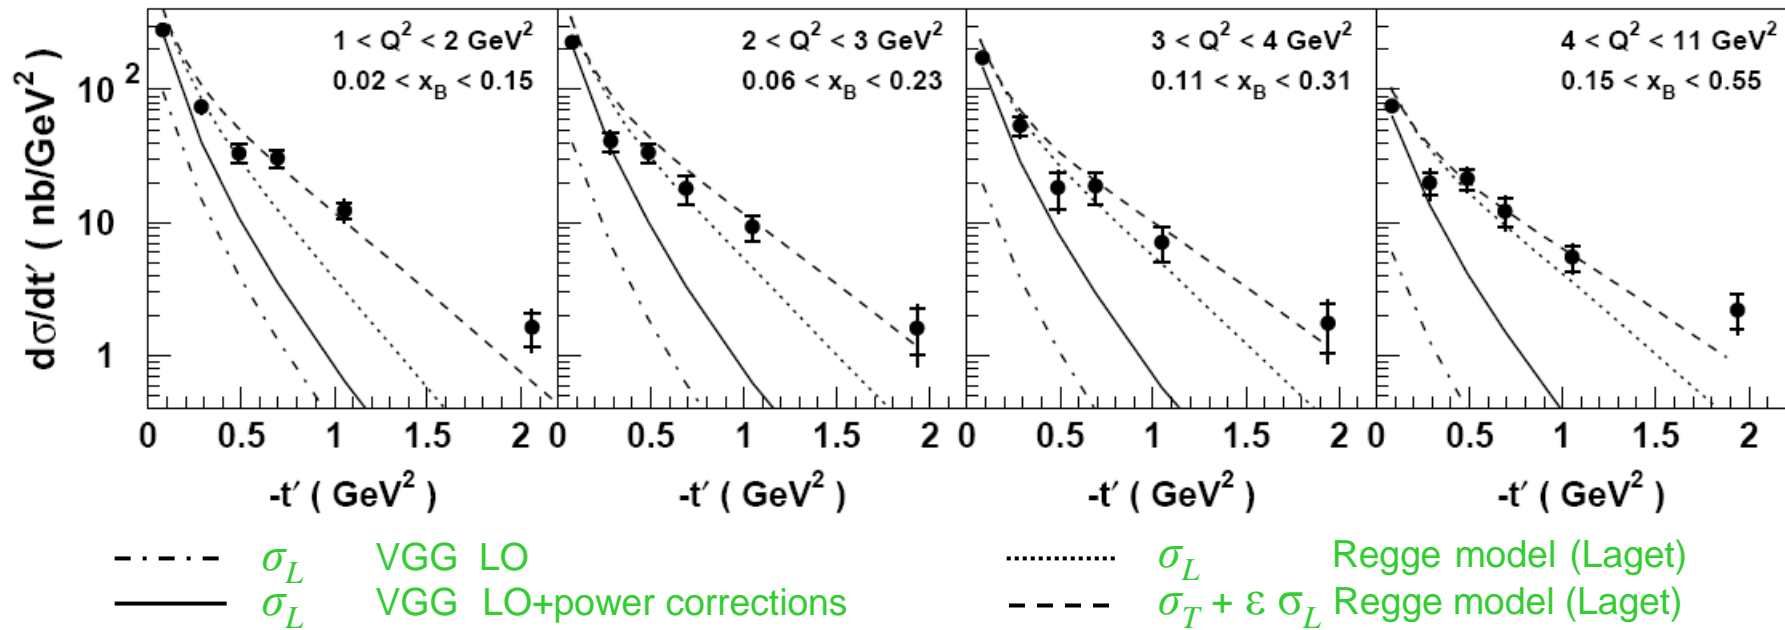 dσ/dt′ ( nb/GeV²)
10²
10
1
1 < Q² < 2 GeV²
0.02 < x_B < 0.15
2 < Q² < 3 GeV²
0.06 < x_B < 0.23
3 < Q² < 4 GeV²
0.11 < x_B < 0.31
4 < Q² < 11 GeV²
0.15 < x_B < 0.55
0 0.5 1 1.5 2 0 0.5 1 1.5 2 0 0.5 1 1.5 2 0 0.5 1 1.5 2
-t′ ( GeV²) -t′ ( GeV²) -t′ ( GeV²) -t′ ( GeV²)
σ_L VGG LO
σ_L VGG LO+power corrections
σ_L Regge model (Laget)
σ_T + ε σ_L Regge model (Laget)